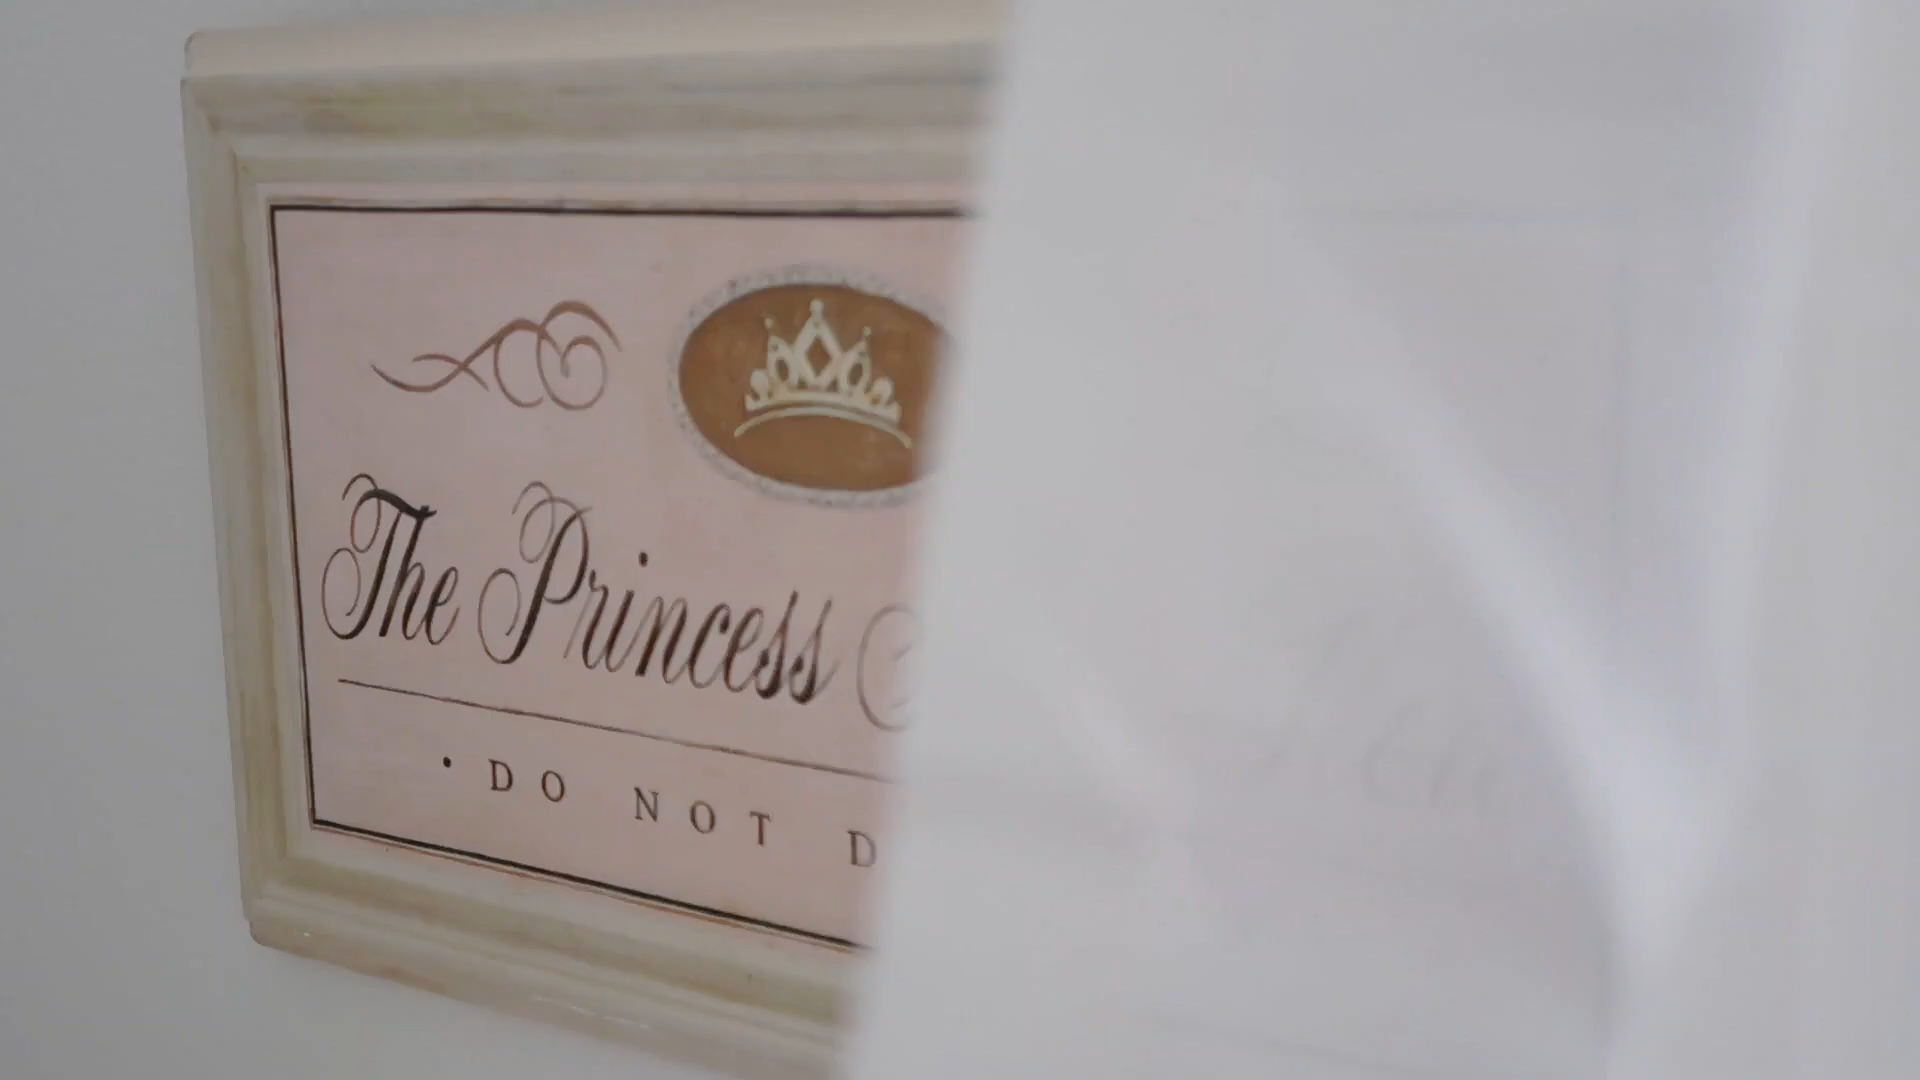 The Princess
• DO NOT D